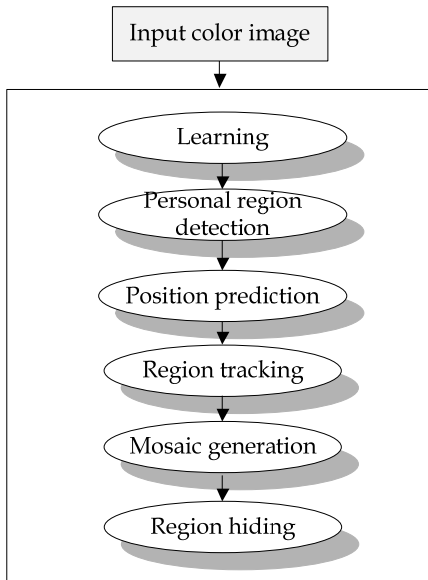 Input color image
Learning
Personal region
detection
Position prediction
Region tracking
Mosaic generation
Region hiding